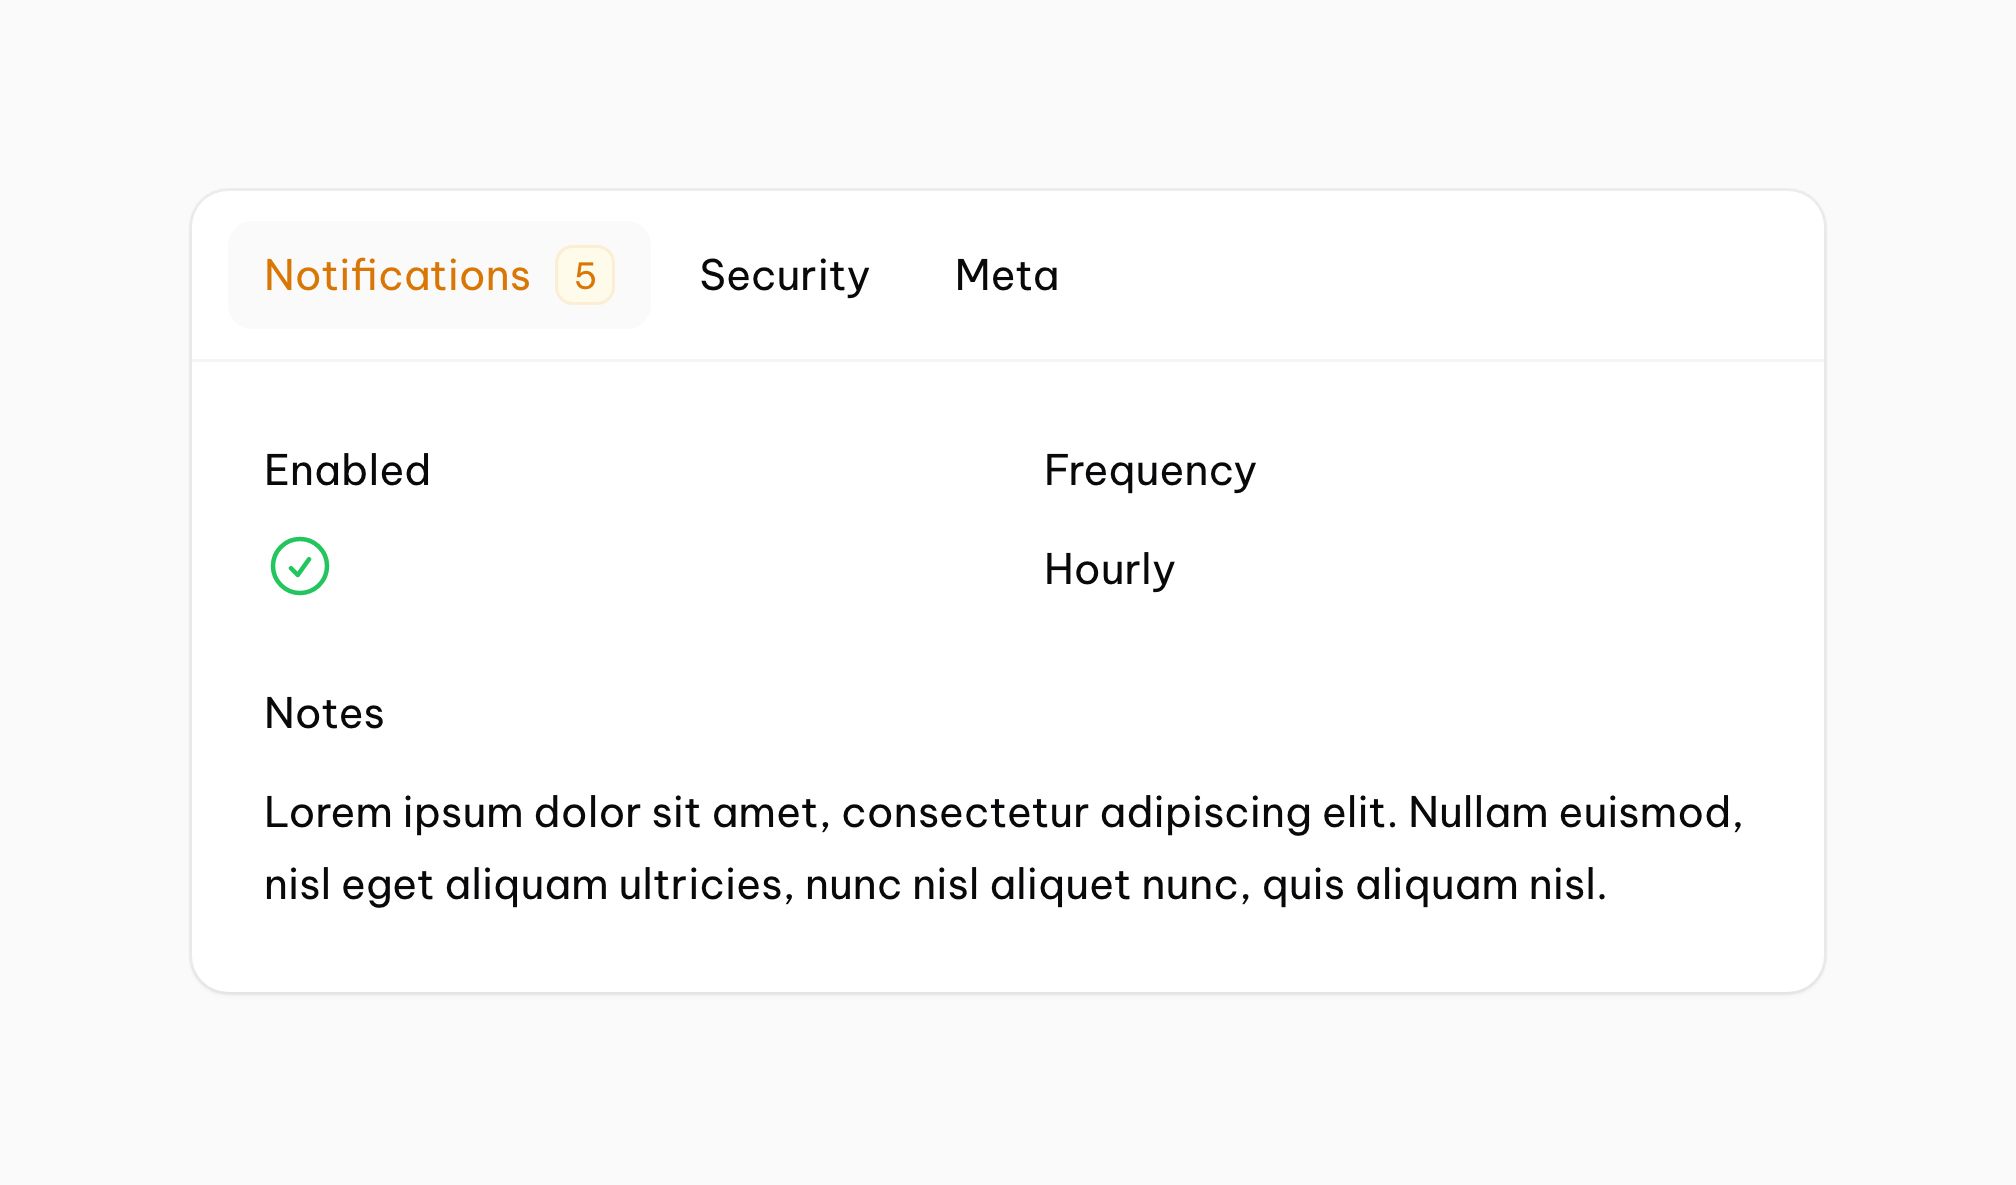 Notifications 5 Security Meta
Enabled Frequency
Hourly
Notes
Lorem ipsum dolor sit amet, consectetur adipiscing elit. Nullam euismod,
nisl eget aliquam ultricies, nunc nisl aliquet nunc, quis aliquam nisl.